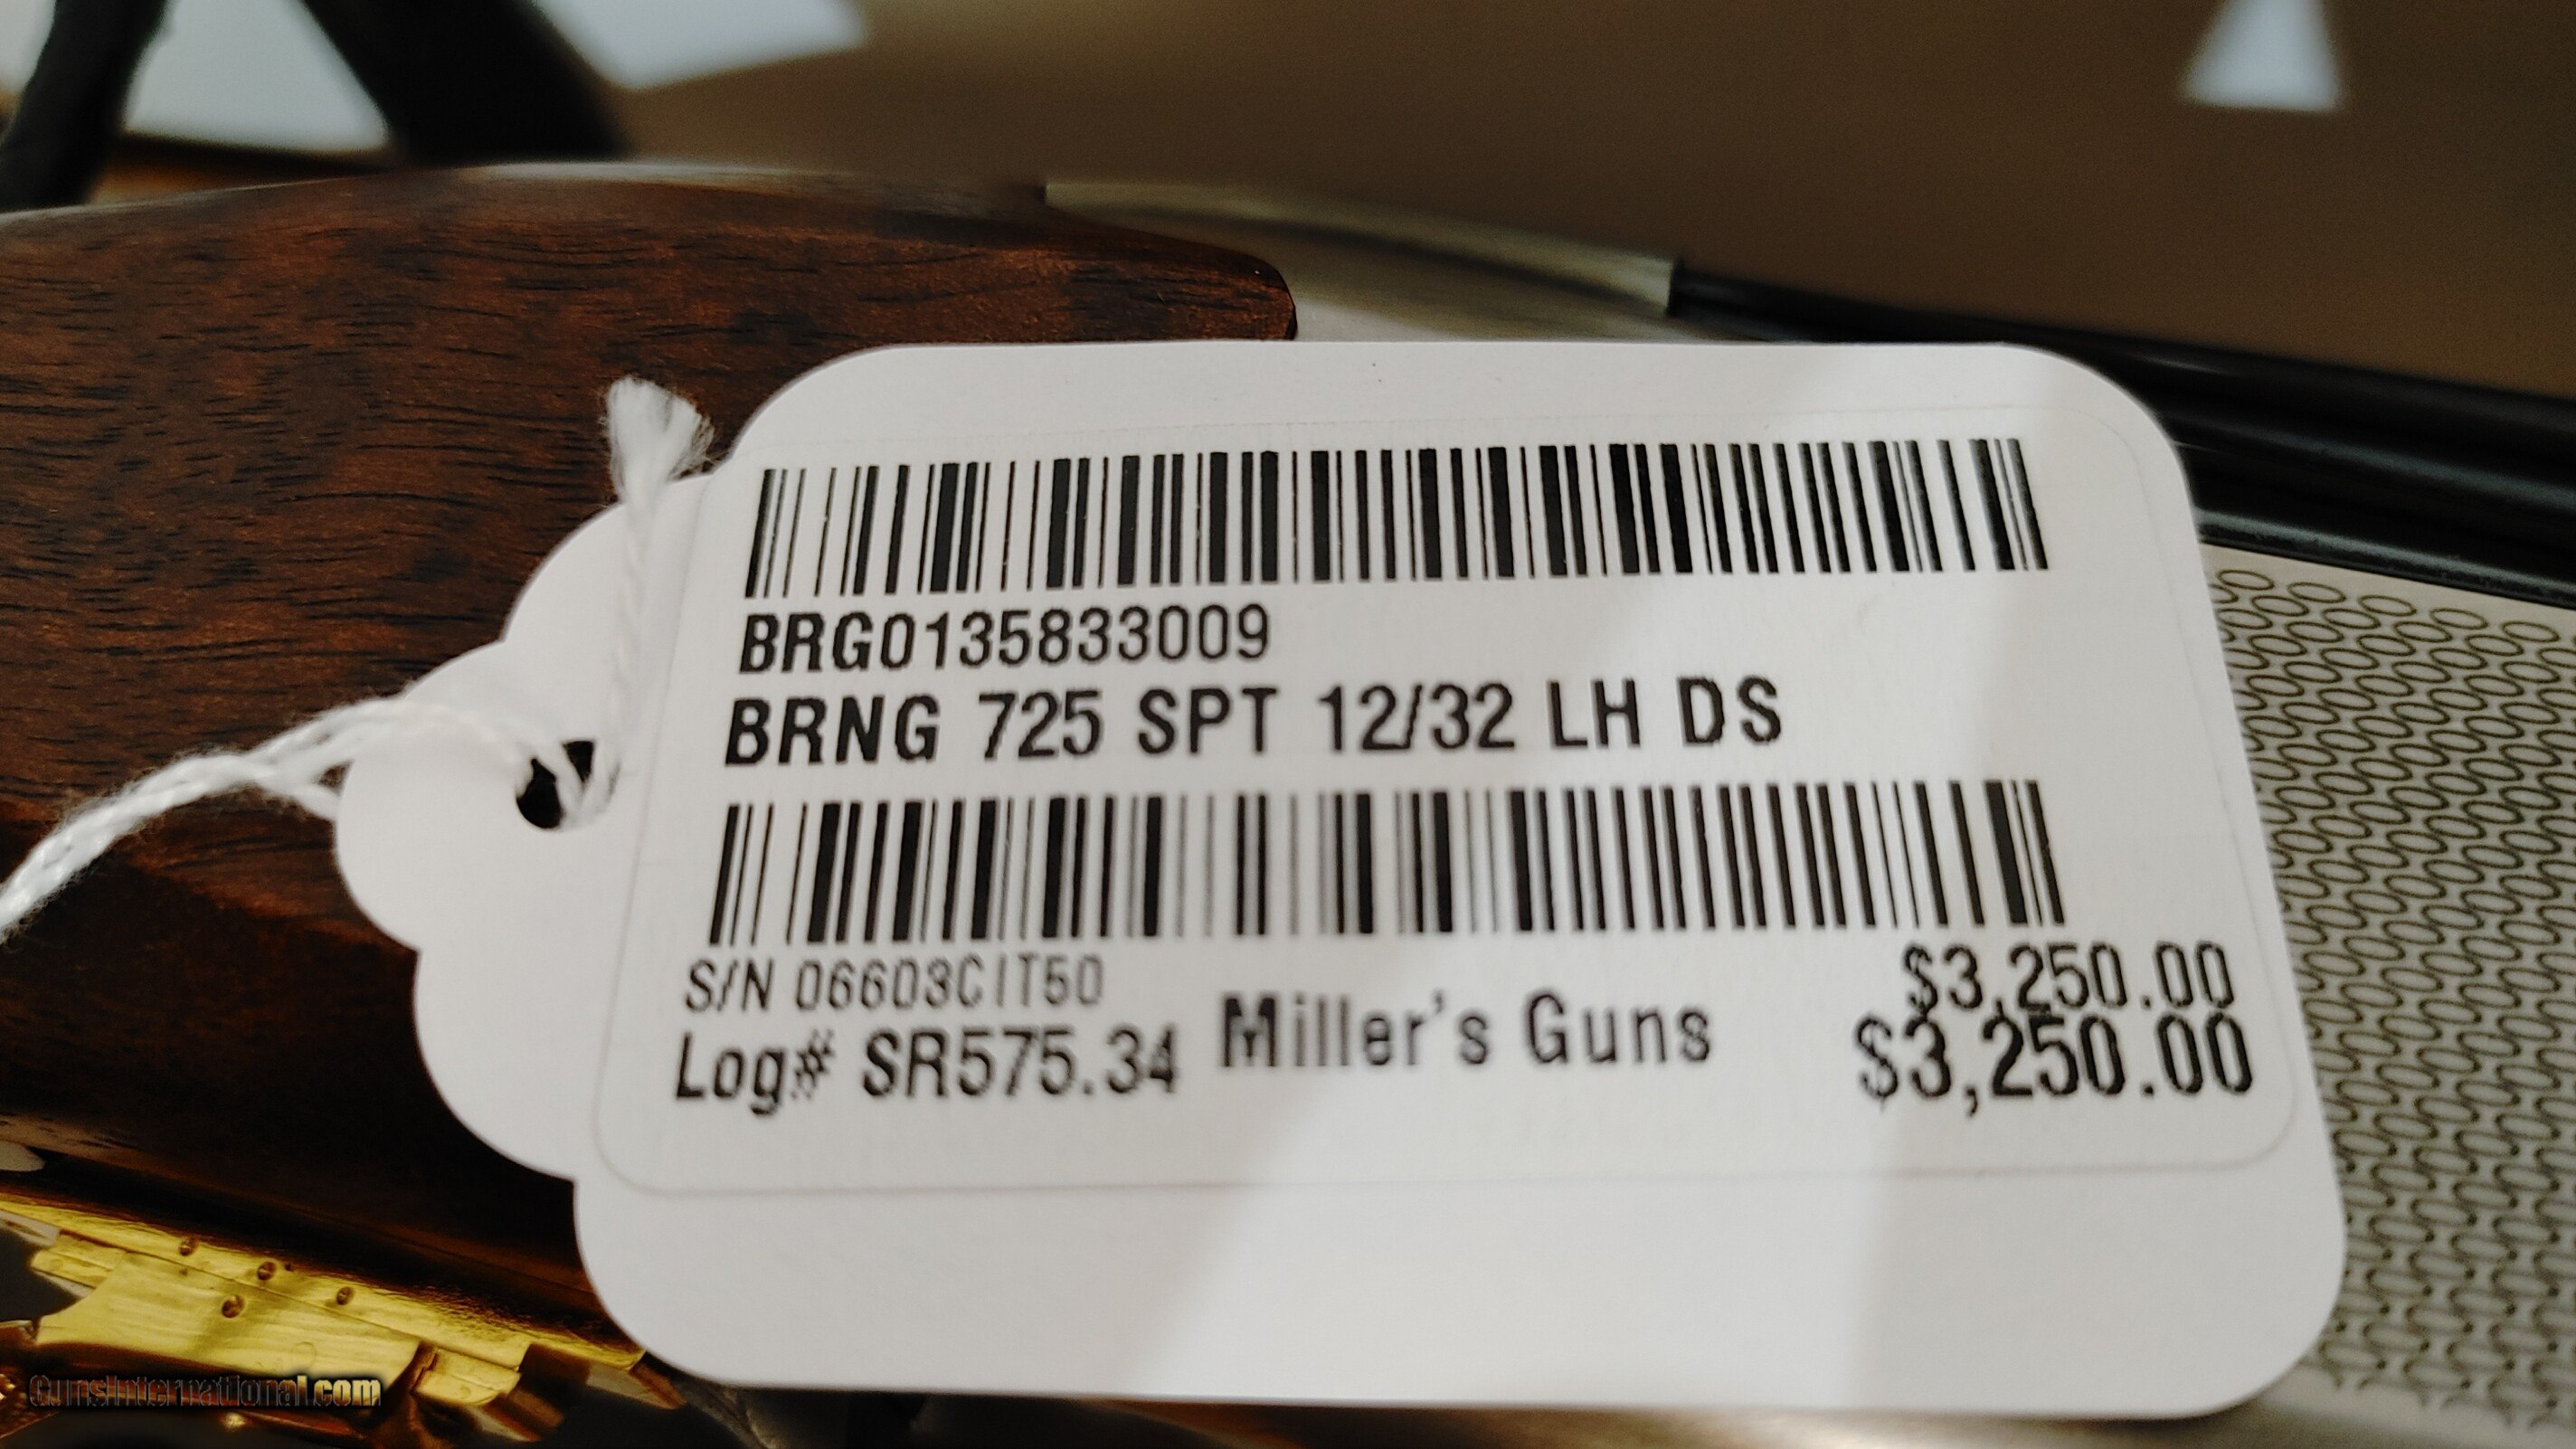 BRG0135833009
BRNG 725 SPT 12/32 LH DS
S/N 06603CIT50
$3,250.00
Log# SR575.34 Miller's Guns $3,250.00
GunsInternational.com